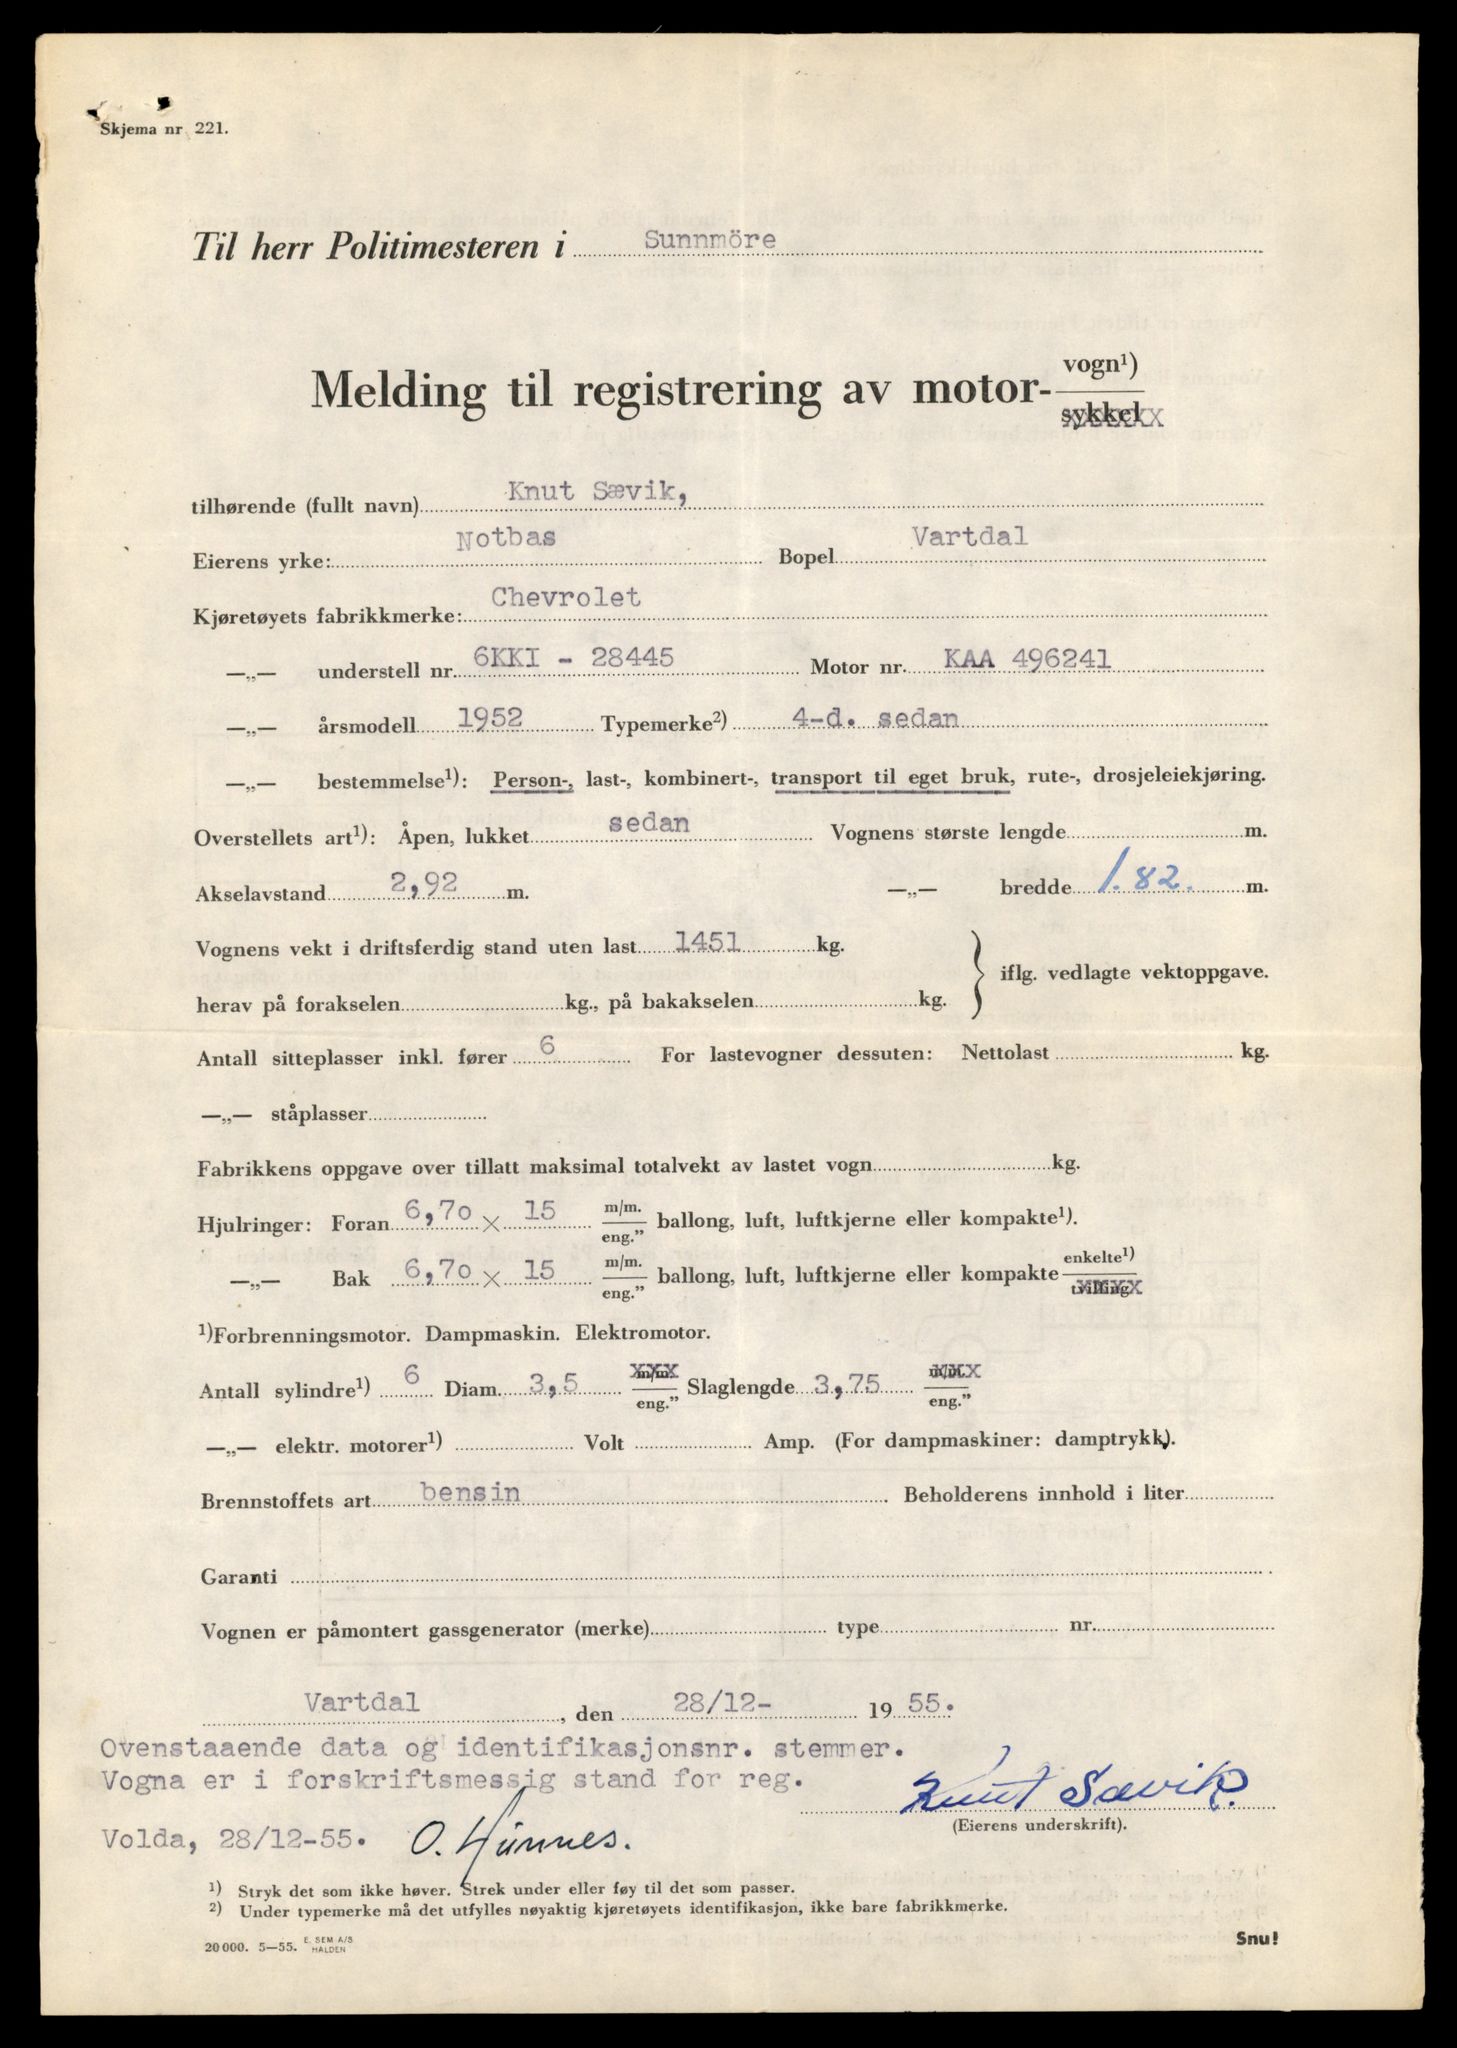 Skjema nr 221.
Til herr Politimesteren i Sunnmöre
Melding til registrering av motor- vogn¹)
sykkel
tilhørende (fullt navn) Knut Sævik,
Eierens yrke: Notbas Bopel Vartdal
Kjøretøyets fabrikkmerke: Chevrolet
—„— understell nr. 6KKI - 28445 Motor nr. KAA 496241
—„— årsmodell 1952 Typemerke²) 4-d. sedan
—„— bestemmelse¹): Person-, last-, kombinert-, transport til eget bruk, rute-, drosjeleiekjøring.
Overstellets art¹): Åpen, lukket sedan Vognens største lengde m.
Akselavstand 2,92 m. —„— bredde 1.82. m.
Vognens vekt i driftsferdig stand uten last 1451 kg.
herav på forakselen kg., på bakakselen kg. } iflg. vedlagte vektoppgave.
Antall sitteplasser inkl. fører 6 For lastevogner dessuten: Nettolast kg.
—„— ståplasser
Fabrikkens oppgave over tillatt maksimal totalvekt av lastet vogn kg.
Hjulringer: Foran 6,70 × 15 m/m. eng.” ballong, luft, luftkjerne eller kompakte¹).
—„— Bak 6,70 × 15 m/m. eng.” ballong, luft, luftkjerne eller kompakte enkelte¹) tvilling
¹)Forbrenningsmotor. Dampmaskin. Elektromotor.
Antall sylindre¹) 6 Diam. 3,5 m/m. eng.” Slaglengde 3,75 m/m. eng.”
—„— elektr. motorer¹) Volt Amp. (For dampmaskiner: damptrykk).
Brennstoffets art bensin Beholderens innhold i liter
Garanti
Vognen er påmontert gassgenerator (merke) type nr.
Vartdal, den 28/12- 19 55.
Ovenstaaende data og identifikasjonsnr. stemmer.
Vogna er i forskriftsmessig stand for reg.
Knut Sævik.
(Eierens underskrift).
Volda, 28/12-55. O. Hunnes.
¹) Stryk det som ikke høver. Strek under eller føy til det som passer.
²) Under typemerke må det utfylles nøyaktig kjøretøyets identifikasjon, ikke bare fabrikkmerke.
20 000. 5—55. E. SEM A/S HALDEN
Snu!